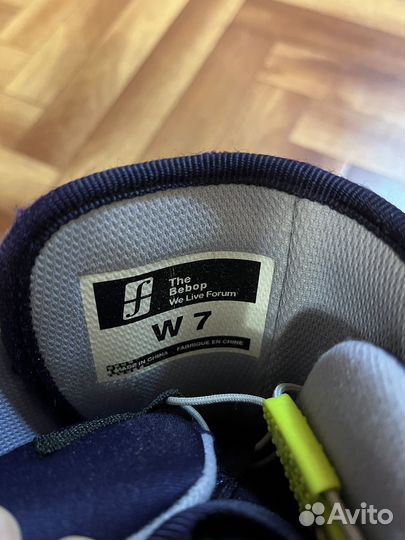 f
The
Bebop
We Live Forum
W 7
MADE IN CHINA FABRIQUE EN CHINE
Avito